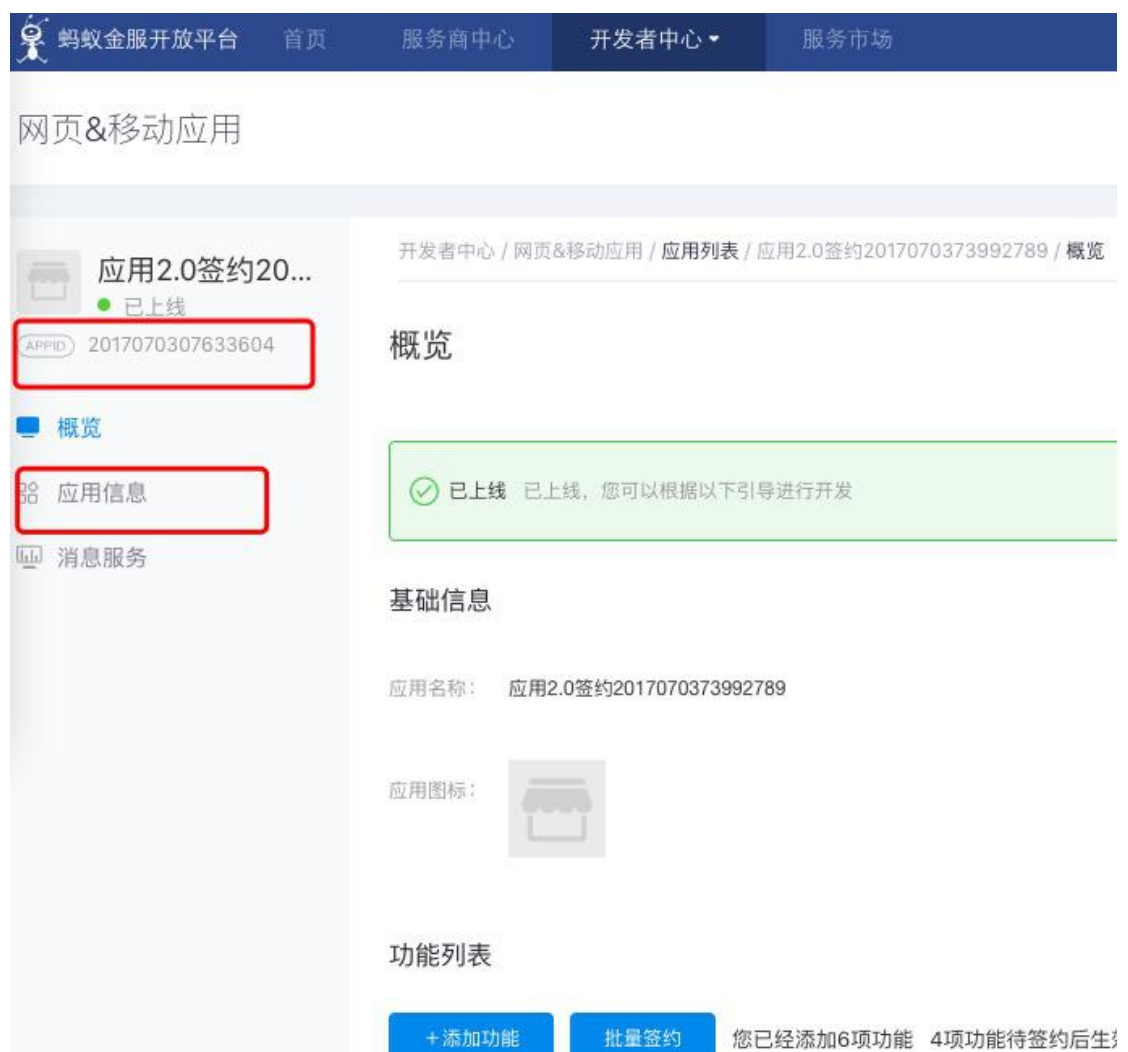 蚂蚁金服开放平台 首页 服务商中心 开发者中心 服务市场
网页&移动应用
应用2.0签约20...
已上线
APPID 2017070307633604
概览
应用信息
消息服务
开发者中心 / 网页&移动应用 / 应用列表 / 应用2.0签约2017070373992789 / 概览
概览
已上线 已上线，您可以根据以下引导进行开发
基础信息
应用名称： 应用2.0签约2017070373992789
应用图标：
功能列表
+添加功能 批量签约 您已经添加6项功能 4项功能待签约后生